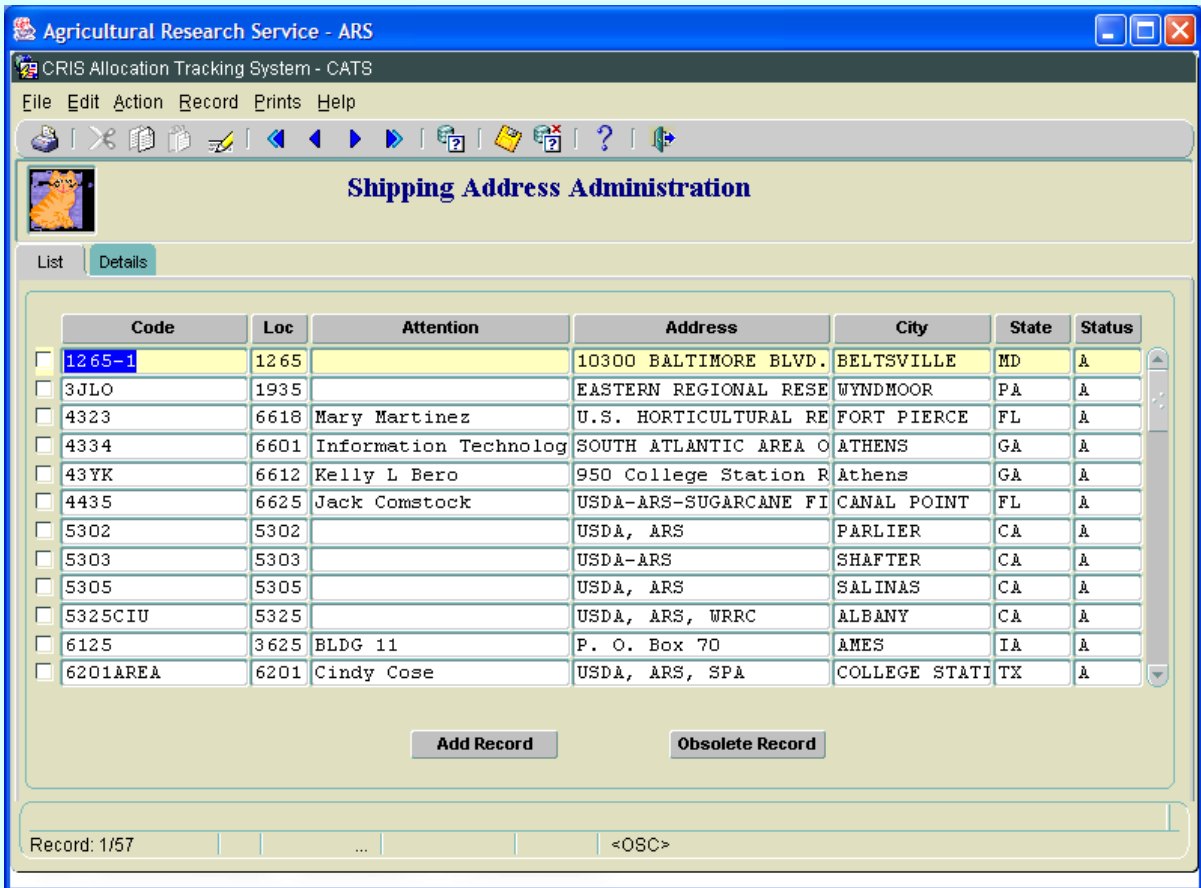 Agricultural Research Service - ARS
CRIS Allocation Tracking System - CATS
File Edit Action Record Prints Help
Shipping Address Administration
List Details
Code Loc Attention Address City State Status
1265-1 1265 10300 BALTIMORE BLVD. BELTSVILLE MD A
3JLO 1935 EASTERN REGIONAL RESE WYNDMOOR PA A
4323 6618 Mary Martinez U.S. HORTICULTURAL RE FORT PIERCE FL A
4334 6601 Information Technolog SOUTH ATLANTIC AREA O ATHENS GA A
43YK 6612 Kelly L Bero 950 College Station R Athens GA A
4435 6625 Jack Comstock USDA-ARS-SUGARCANE FI CANAL POINT FL A
5302 5302 USDA, ARS PARLIER CA A
5303 5303 USDA-ARS SHAFTER CA A
5305 5305 USDA, ARS SALINAS CA A
5325CIU 5325 USDA, ARS, WRRC ALBANY CA A
6125 3625 BLDG 11 P. O. Box 70 AMES IA A
6201AREA 6201 Cindy Cose USDA, ARS, SPA COLLEGE STATI TX A
Add Record Obsolete Record
Record: 1/57 ... <OSC>